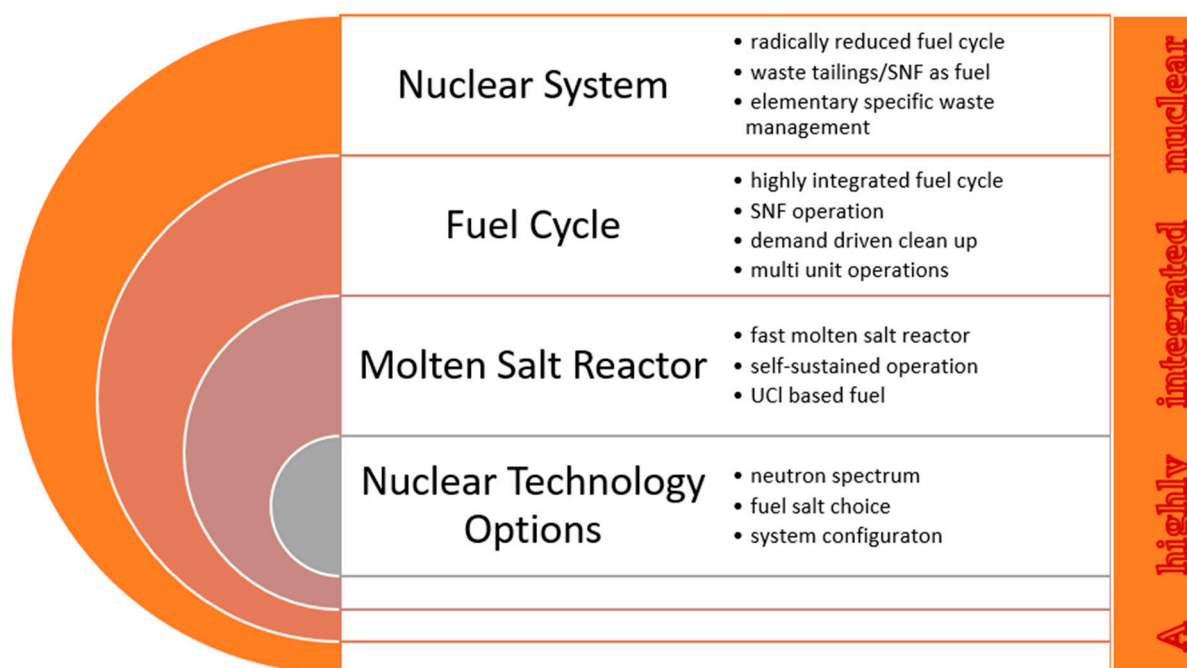 Nuclear System
• radically reduced fuel cycle
• waste tailings/SNF as fuel
• elementary specific waste
management
Fuel Cycle
• highly integrated fuel cycle
• SNF operation
• demand driven clean up
• multi unit operations
Molten Salt Reactor
• fast molten salt reactor
• self-sustained operation
• UCl based fuel
Nuclear Technology
Options
• neutron spectrum
• fuel salt choice
• system configuraton
A highly integrated nuclear